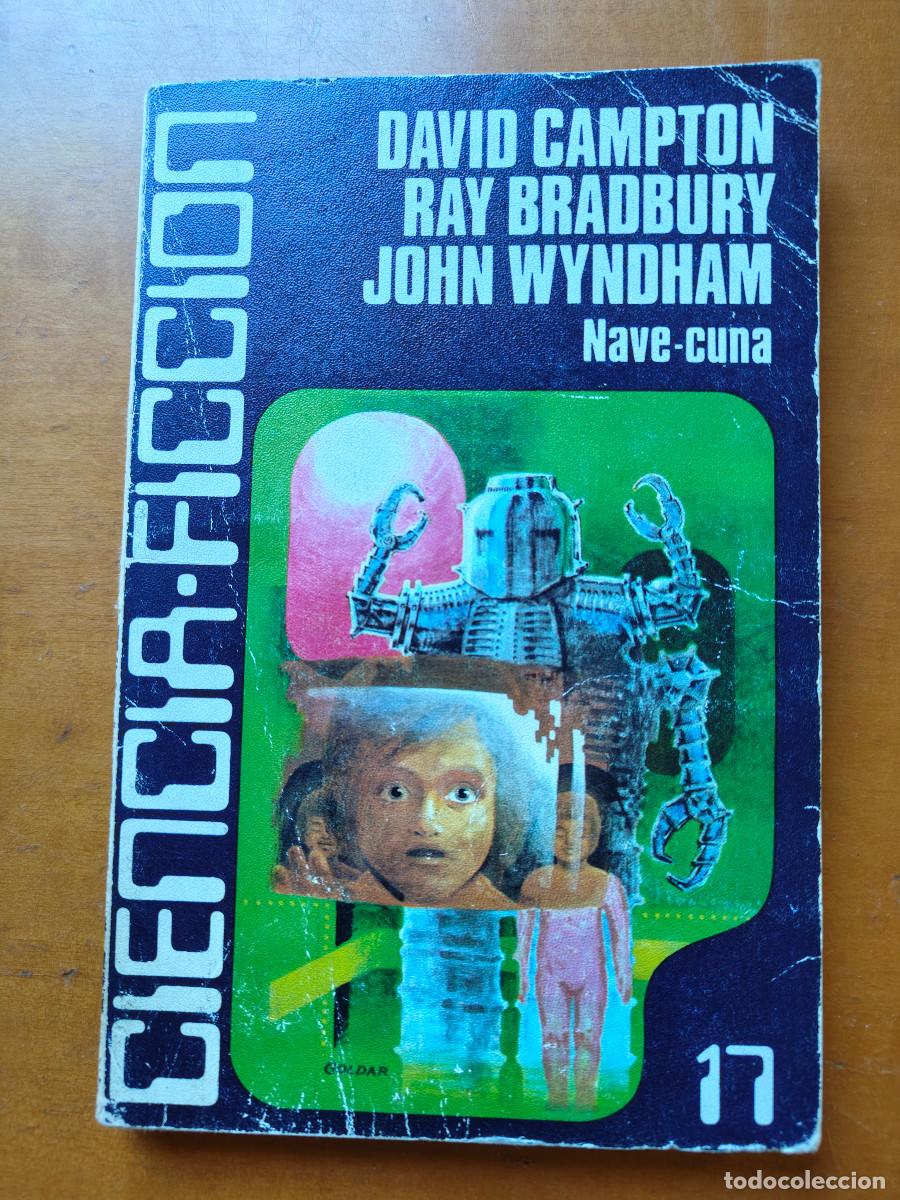 DAVID CAMPTON
RAY BRADBURY
JOHN WYNDHAM
Nave-cuna
CIENCIA-FICCION
GOLDAR
17
todocoleccion